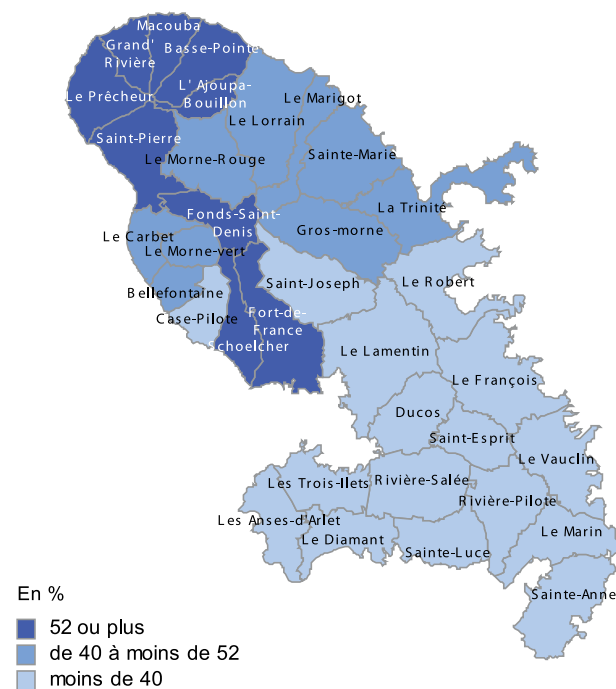 Macouba
Grand'
Rivière
Basse-Pointe
Le Prêcheur
L' Ajoupa-
Bouillon
Le Marigot
Le Lorrain
Saint-Pierre
Le Morne-Rouge
Sainte-Marie
La Trinité
Fonds-Saint-
Denis
Gros-morne
Le Carbet
Le Morne-vert
Saint-Joseph
Le Robert
Bellefontaine
Case-Pilote
Fort-de-
France
Schoelcher
Le Lamentin
Le François
Ducos
Saint-Esprit
Le Vauclin
Les Trois-Ilets
Rivière-Salée
Rivière-Pilote
Les Anses-d'Arlet
Le Diamant
Sainte-Luce
Le Marin
Sainte-Anne
En %
52 ou plus
de 40 à moins de 52
moins de 40